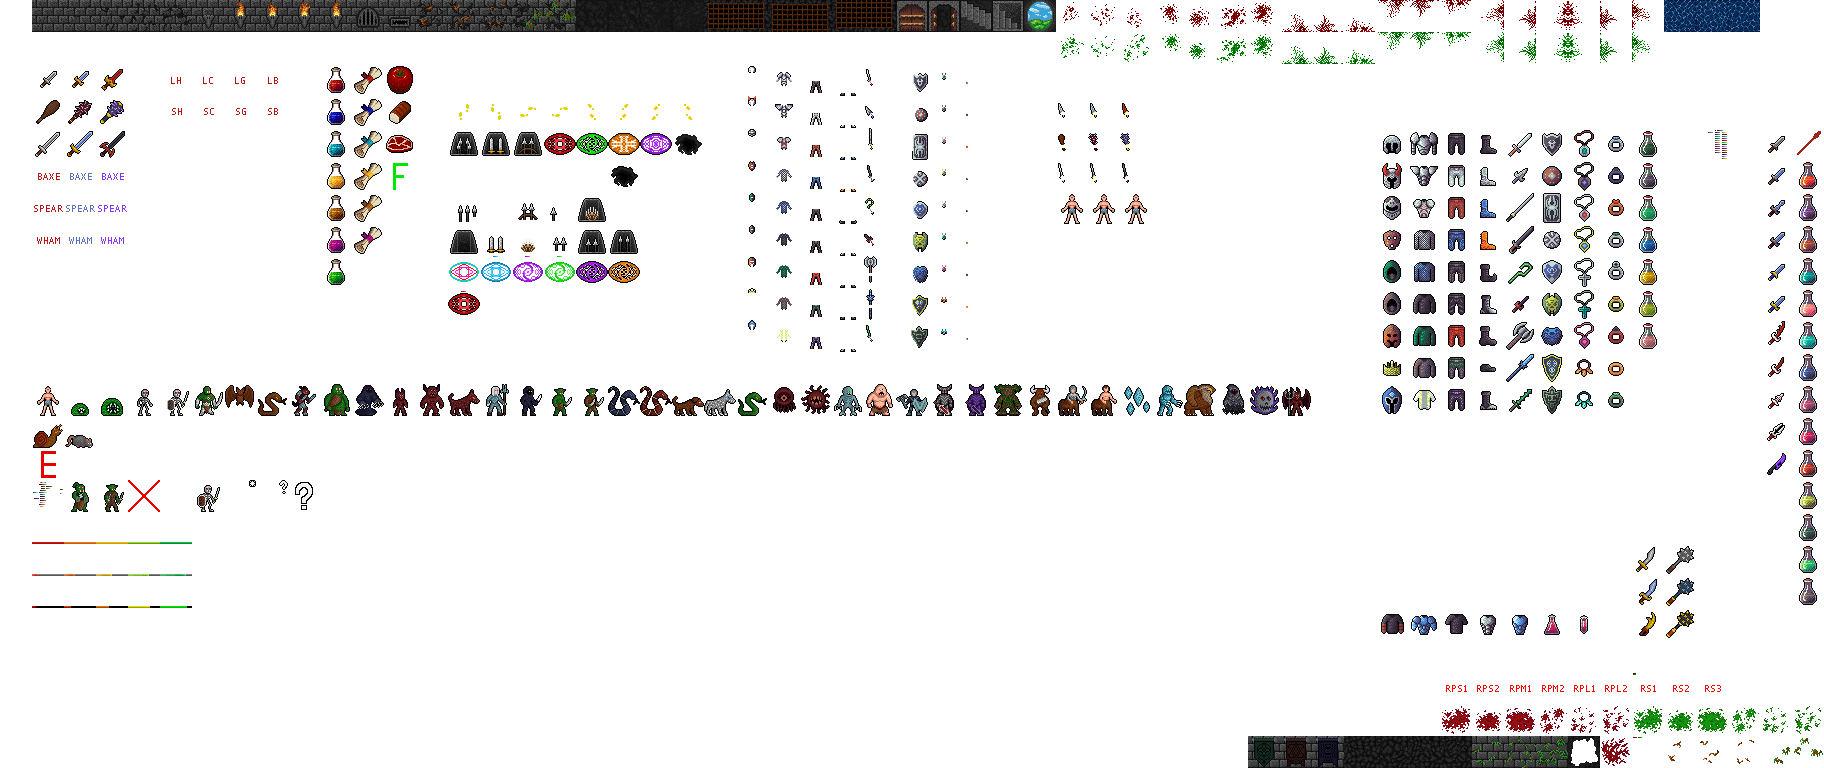 LH LC LG LB
SH SC SG SB
F
BAXE BAXE BAXE
SPEAR SPEAR SPEAR
WHAM WHAM WHAM
E
? ?
RPS1 RPS2 RPM1 RPM2 RPL1 RPL2 RS1 RS2 RS3